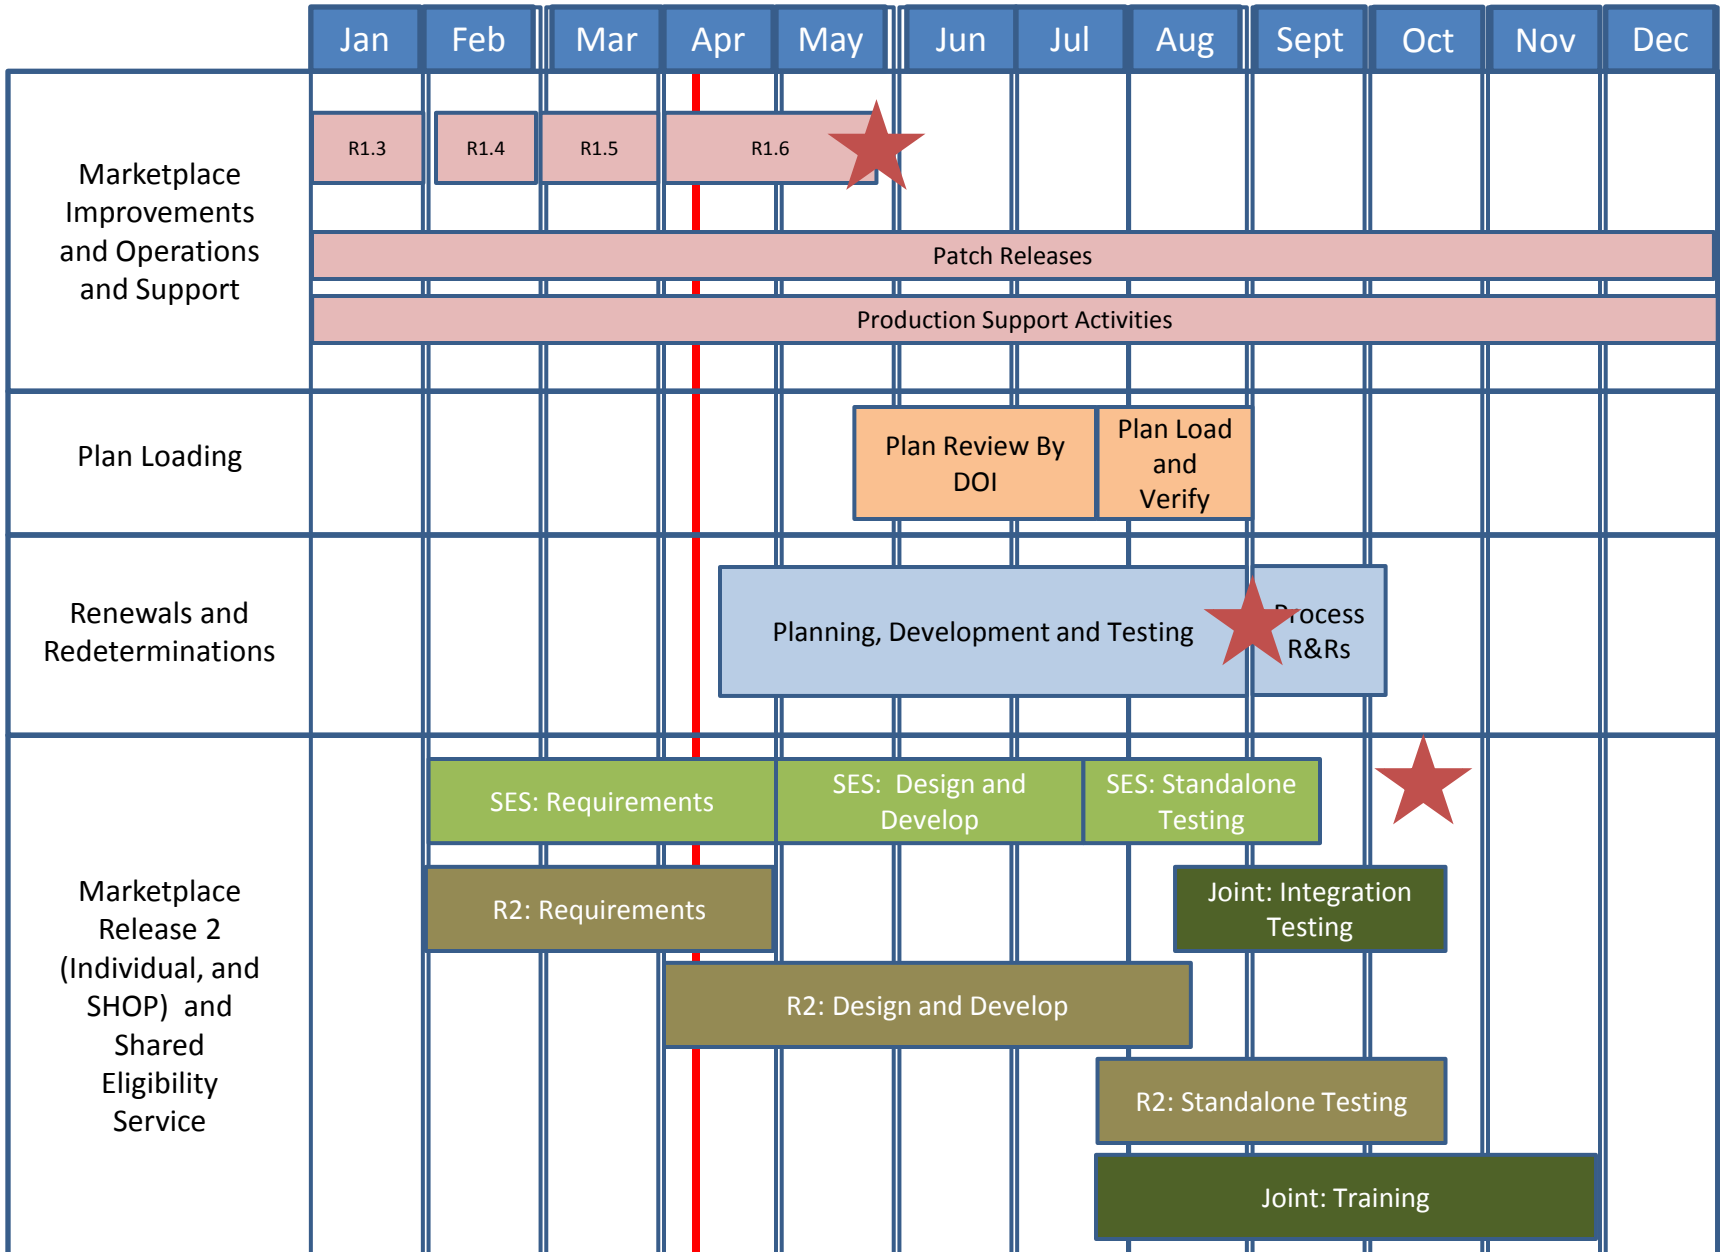 Jan Feb Mar Apr May Jun Jul Aug Sept Oct Nov Dec
Marketplace
Improvements
and Operations
and Support
R1.3 R1.4 R1.5 R1.6
Patch Releases
Production Support Activities
Plan Loading
Plan Review By
DOI
Plan Load
and
Verify
Renewals and
Redeterminations
Planning, Development and Testing
Process
R&Rs
Marketplace
Release 2
(Individual, and
SHOP) and
Shared
Eligibility
Service
SES: Requirements
SES: Design and
Develop
SES: Standalone
Testing
R2: Requirements
Joint: Integration
Testing
R2: Design and Develop
R2: Standalone Testing
Joint: Training